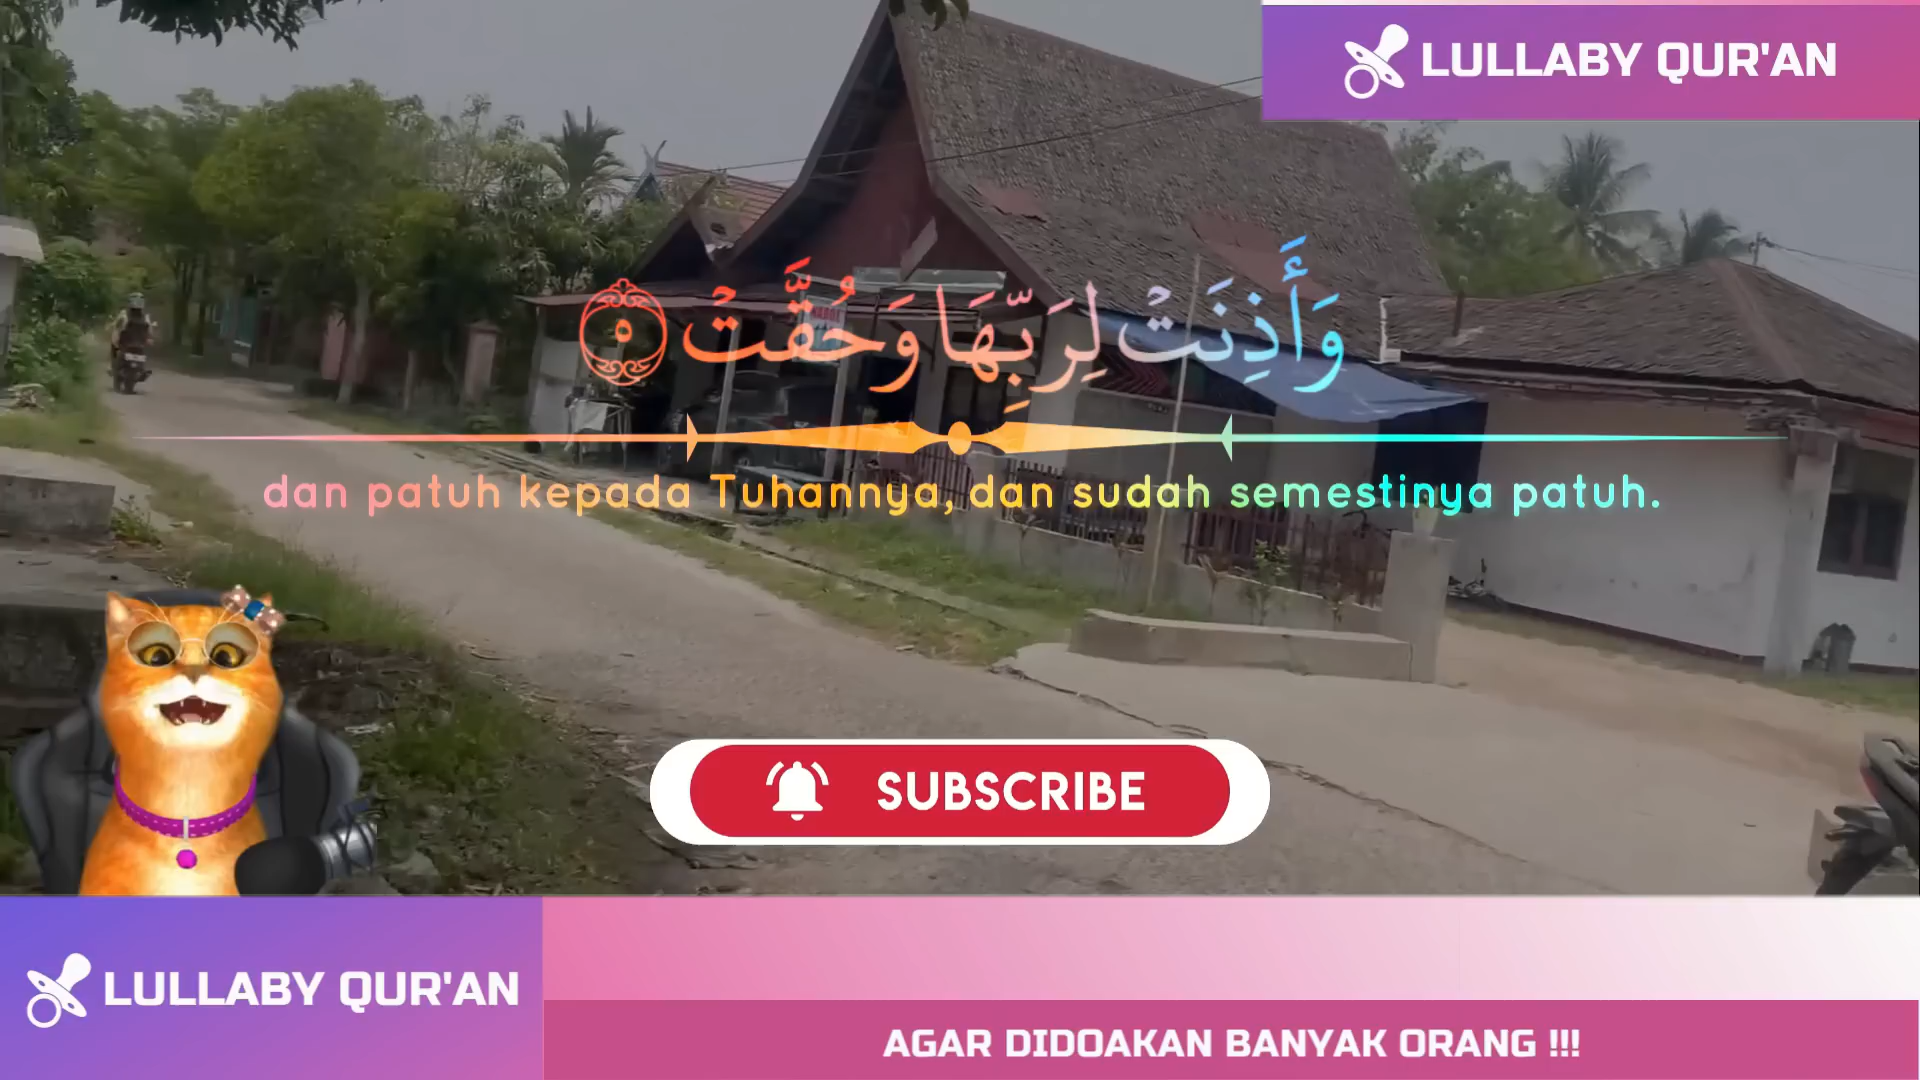 LULLABY QUR'AN
وَأَذِنَتْ لِرَبِّهَا وَحُقَّتْ ٥
dan patuh kepada Tuhannya, dan sudah semestinya patuh.
SUBSCRIBE
LULLABY QUR'AN
AGAR DIDOAKAN BANYAK ORANG !!!